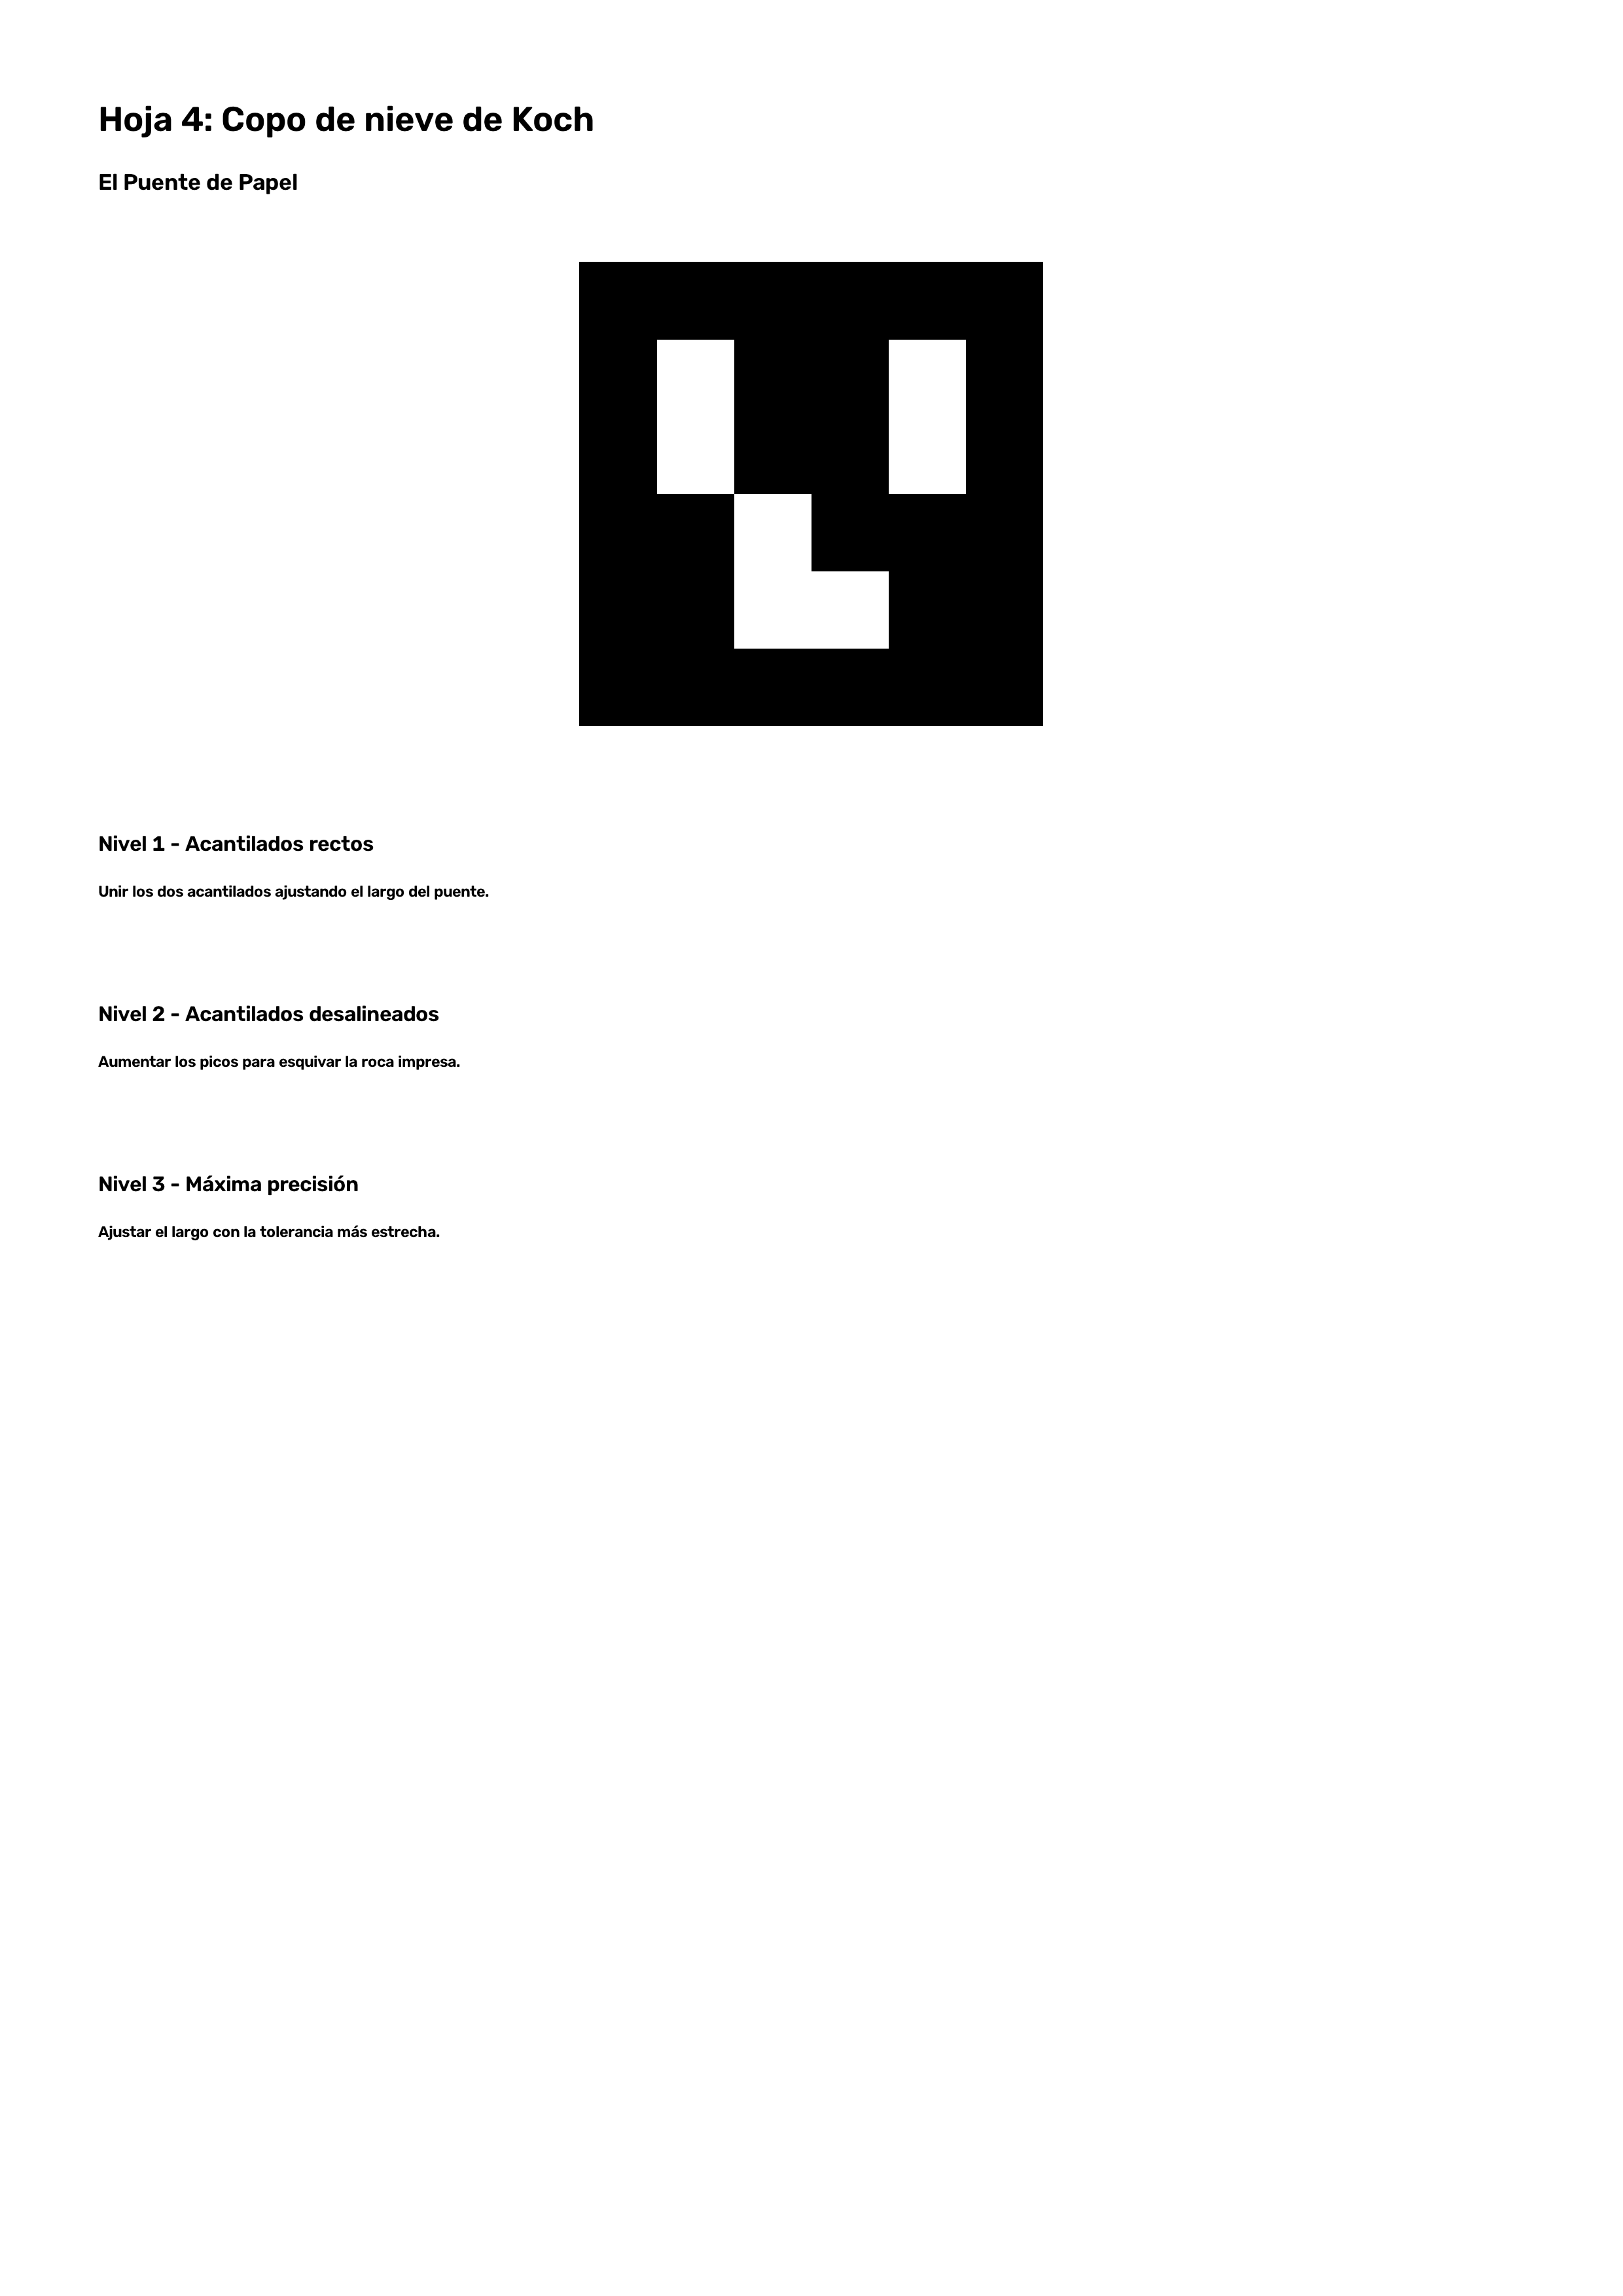 Hoja 4: Copo de nieve de Koch
El Puente de Papel
Nivel 1 - Acantilados rectos
Unir los dos acantilados ajustando el largo del puente.
Nivel 2 - Acantilados desalineados
Aumentar los picos para esquivar la roca impresa.
Nivel 3 - Máxima precisión
Ajustar el largo con la tolerancia más estrecha.